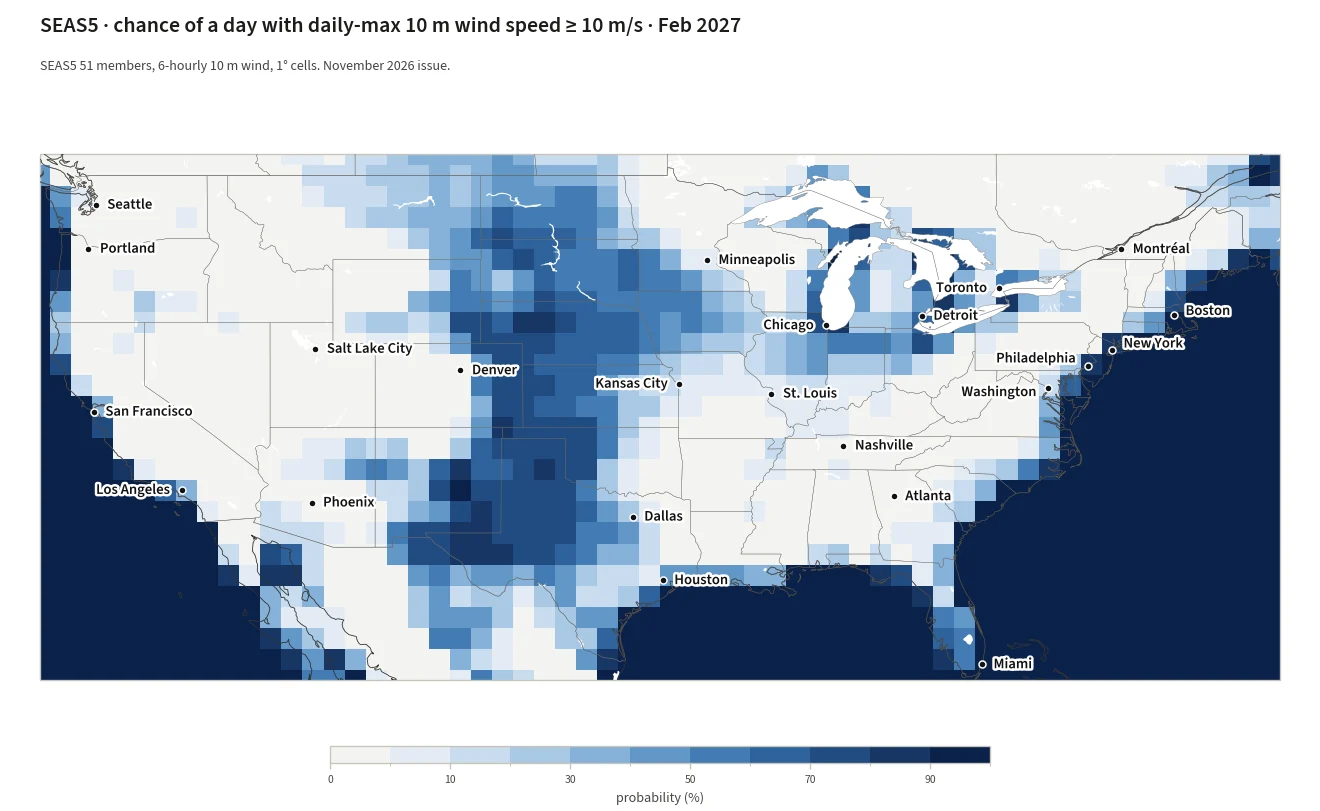 SEAS5 · chance of a day with daily-max 10 m wind speed ≥ 10 m/s · Feb 2027
SEAS5 51 members, 6-hourly 10 m wind, 1° cells. November 2026 issue.
Seattle
Portland
Montréal
Minneapolis
Toronto
Boston
Detroit
Chicago
New York
Salt Lake City
Philadelphia
Denver
Kansas City
Washington
St. Louis
San Francisco
Nashville
Los Angeles
Atlanta
Phoenix
Dallas
Houston
Miami
0 10 30 50 70 90
probability (%)